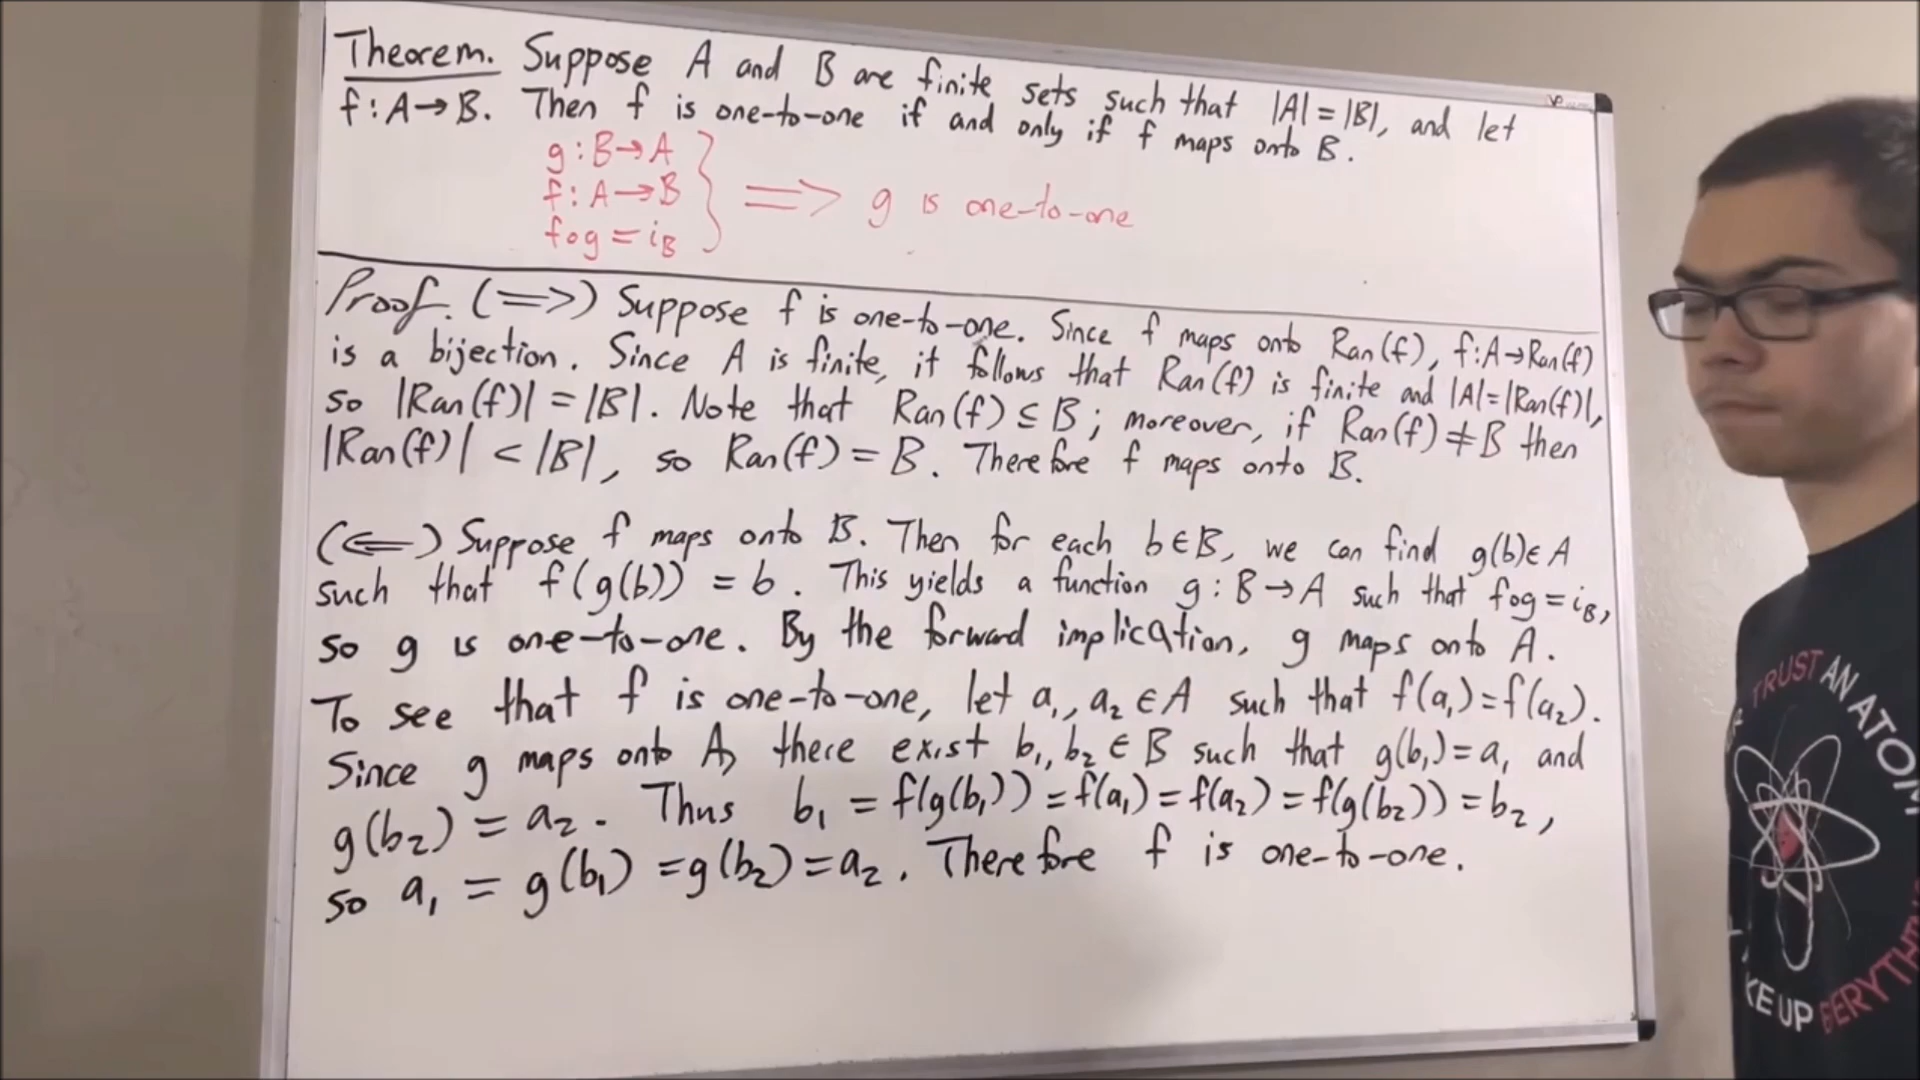 Theorem. Suppose A and B are finite sets such that |A| = |B|, and let
f : A → B. Then f is one-to-one if and only if f maps onto B.
g : B → A
f : A → B
f∘g = i_B
⟹ g is one-to-one
Proof. (⟹) Suppose f is one-to-one. Since f maps onto Ran(f), f : A → Ran(f)
is a bijection. Since A is finite, it follows that Ran(f) is finite and |A| = |Ran(f)|,
so |Ran(f)| = |B|. Note that Ran(f) ⊆ B; moreover, if Ran(f) ≠ B then
|Ran(f)| < |B|, so Ran(f) = B. Therefore f maps onto B.
(⟸) Suppose f maps onto B. Then for each b ∈ B, we can find g(b) ∈ A
such that f(g(b)) = b. This yields a function g : B → A such that f∘g = i_B,
so g is one-to-one. By the forward implication, g maps onto A.
To see that f is one-to-one, let a₁, a₂ ∈ A such that f(a₁) = f(a₂).
Since g maps onto A, there exist b₁, b₂ ∈ B such that g(b₁) = a₁ and
g(b₂) = a₂. Thus b₁ = f(g(b₁)) = f(a₁) = f(a₂) = f(g(b₂)) = b₂,
so a₁ = g(b₁) = g(b₂) = a₂. Therefore f is one-to-one.
TRUST AN ATOM
KE UP